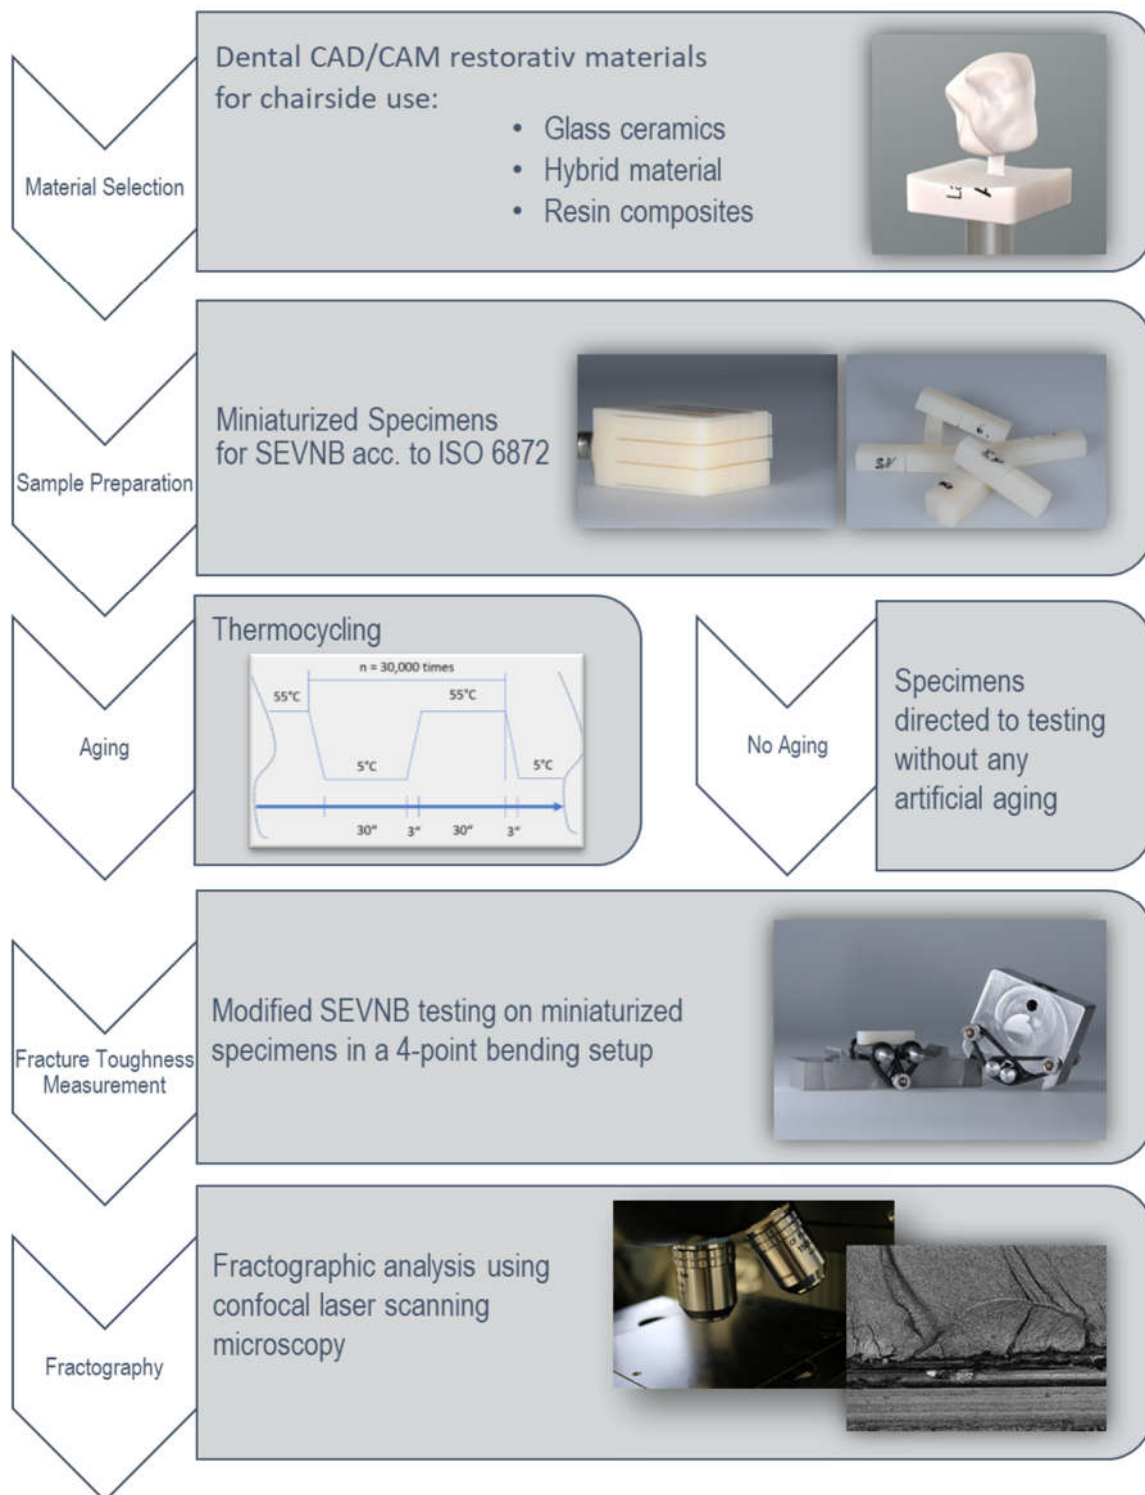 Dental CAD/CAM restorativ materials
for chairside use:
• Glass ceramics
• Hybrid material
• Resin composites
Material Selection
Miniaturized Specimens
for SEVNB acc. to ISO 6872
Sample Preparation
Thermocycling
n = 30,000 times
55°C
55°C
5°C
5°C
30“
3“
30“
3“
Aging
No Aging
Specimens
directed to testing
without any
artificial aging
Modified SEVNB testing on miniaturized
specimens in a 4-point bending setup
Fracture Toughness
Measurement
Fractographic analysis using
confocal laser scanning
microscopy
Fractography